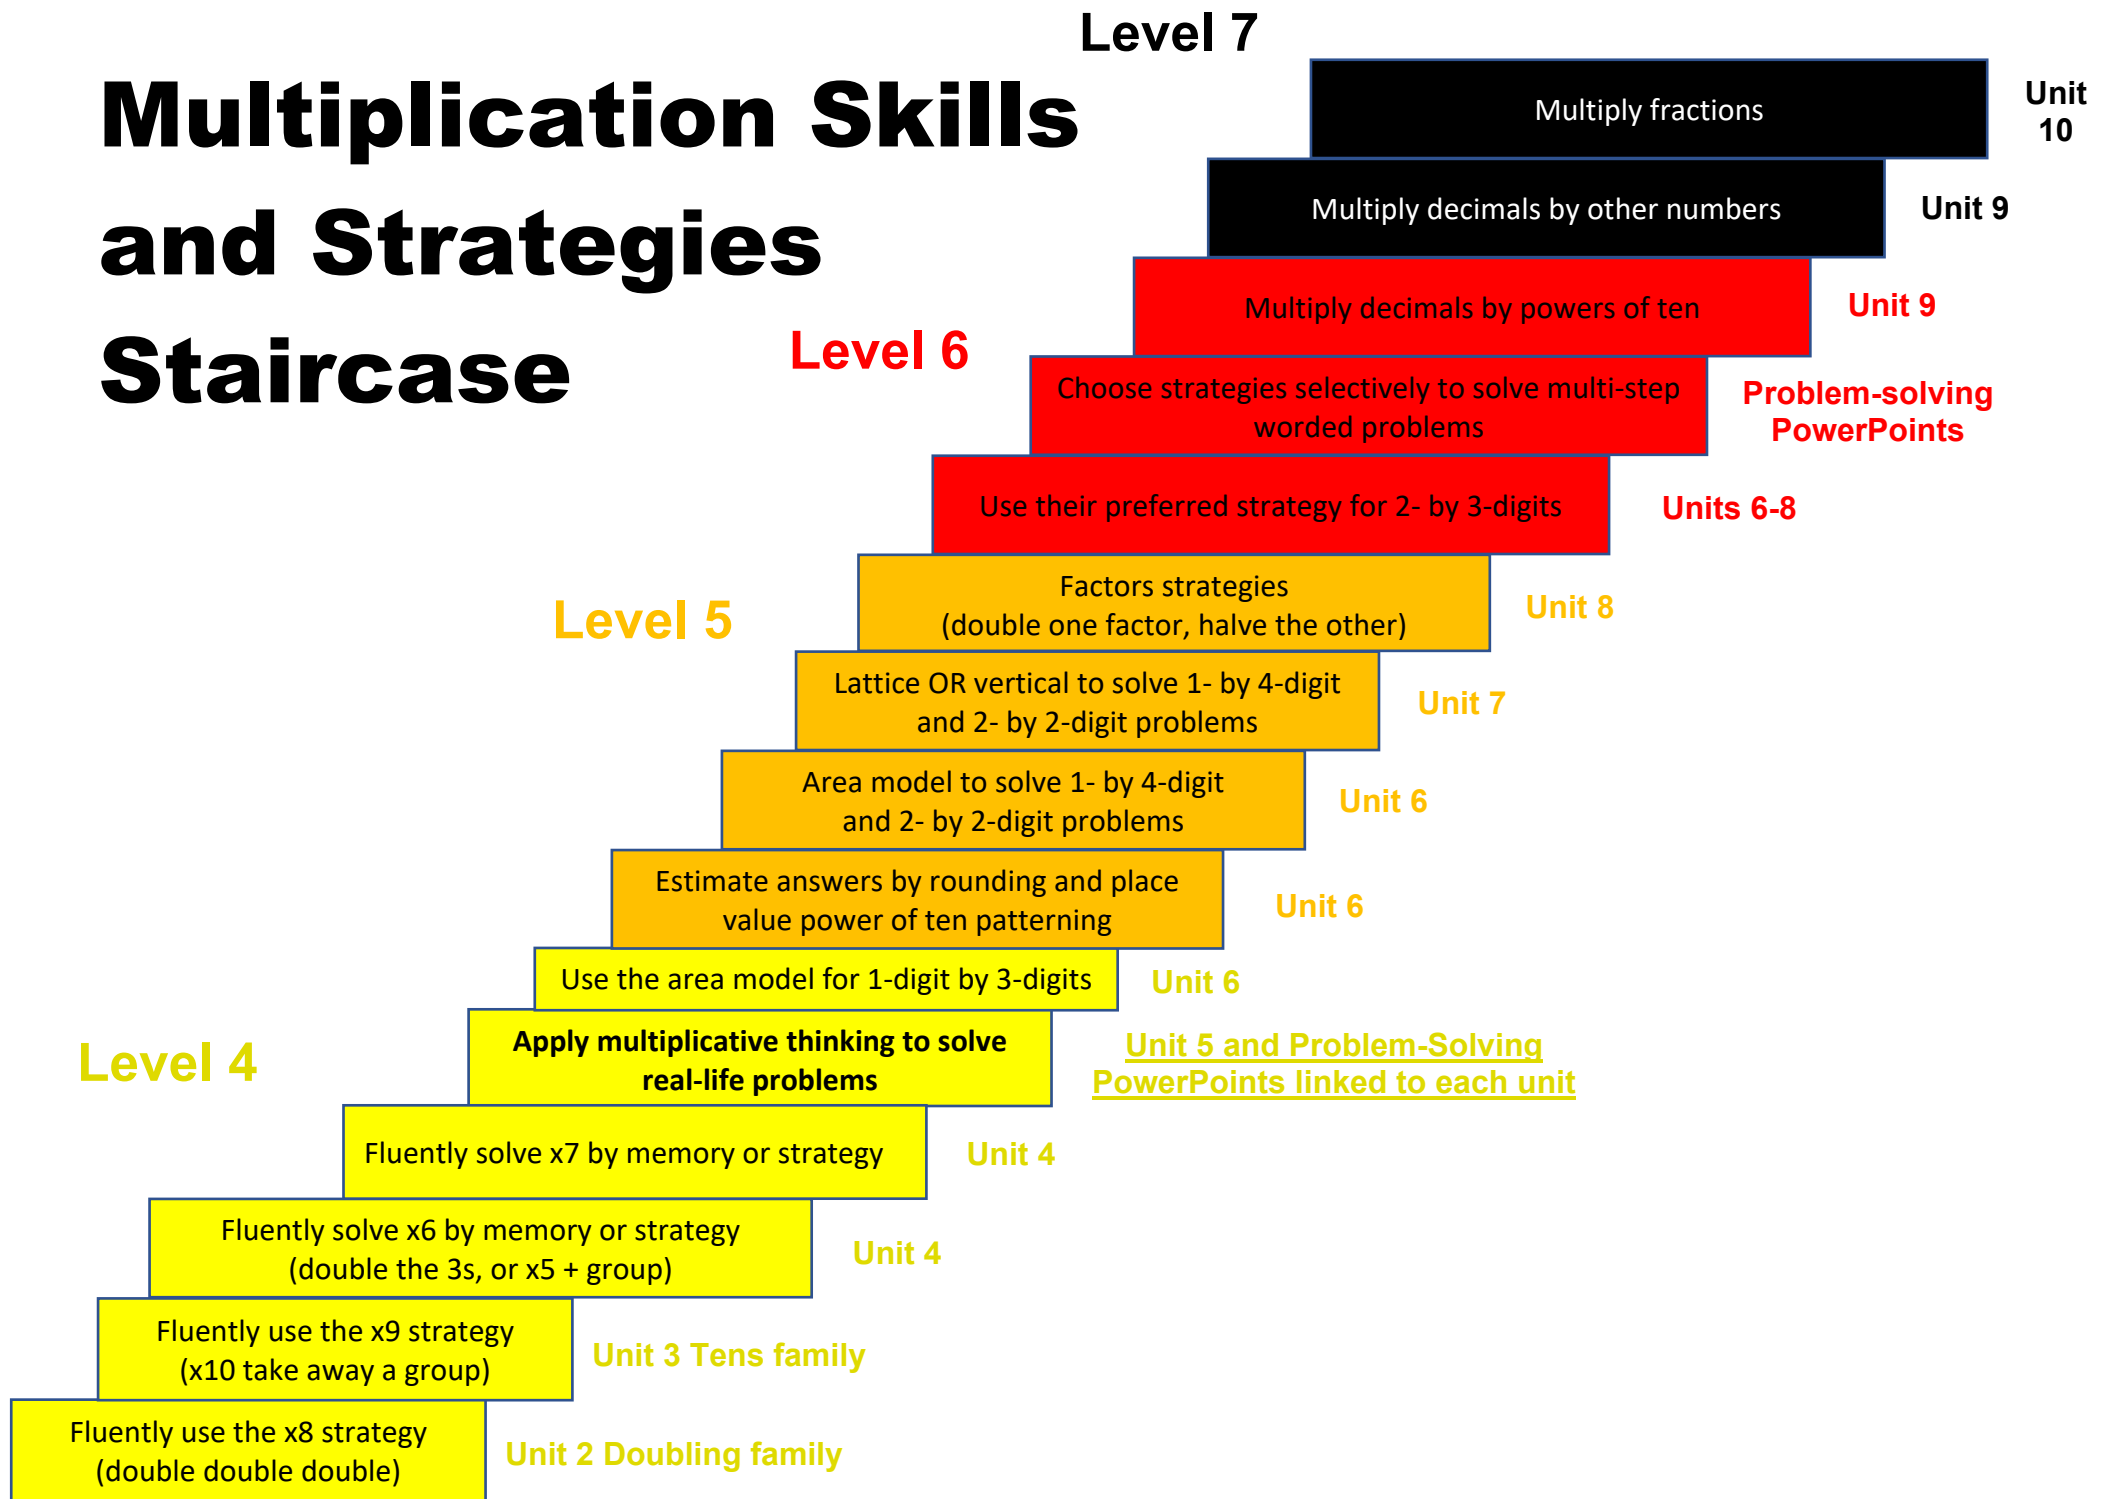 Level 7
Multiplication Skills
and Strategies
Staircase
Multiply fractions
Unit
10
Multiply decimals by other numbers
Unit 9
Multiply decimals by powers of ten
Unit 9
Level 6
Choose strategies selectively to solve multi-step
worded problems
Problem-solving
PowerPoints
Use their preferred strategy for 2- by 3-digits
Units 6-8
Level 5
Factors strategies
(double one factor, halve the other)
Unit 8
Lattice OR vertical to solve 1- by 4-digit
and 2- by 2-digit problems
Unit 7
Area model to solve 1- by 4-digit
and 2- by 2-digit problems
Unit 6
Estimate answers by rounding and place
value power of ten patterning
Unit 6
Use the area model for 1-digit by 3-digits
Unit 6
Level 4
Apply multiplicative thinking to solve
real-life problems
Unit 5 and Problem-Solving
PowerPoints linked to each unit
Fluently solve x7 by memory or strategy
Unit 4
Fluently solve x6 by memory or strategy
(double the 3s, or x5 + group)
Unit 4
Fluently use the x9 strategy
(x10 take away a group)
Unit 3 Tens family
Fluently use the x8 strategy
(double double double)
Unit 2 Doubling family